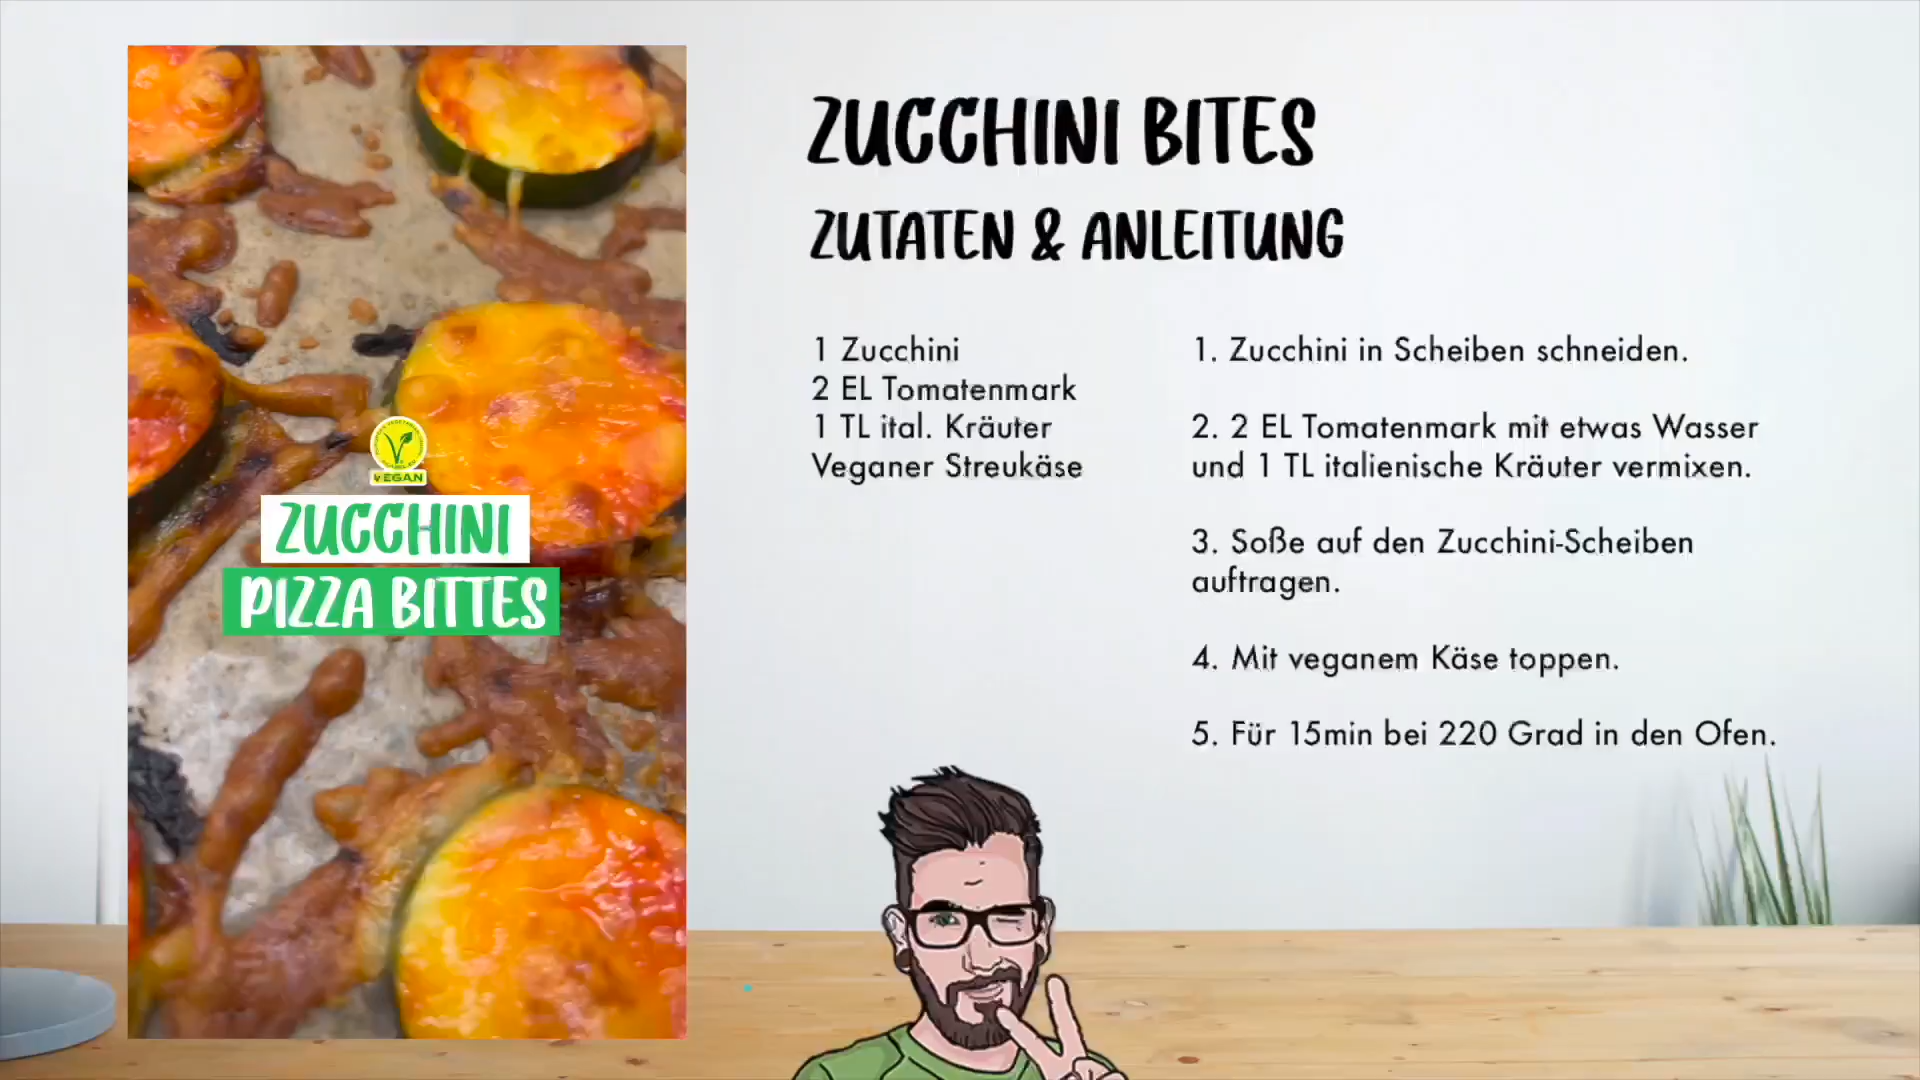 VEGAN
ZUCCHINI
PIZZA BITTES
ZUCCHINI BITES
ZUTATEN & ANLEITUNG
1 Zucchini
2 EL Tomatenmark
1 TL ital. Kräuter
Veganer Streukäse
1. Zucchini in Scheiben schneiden.
2. 2 EL Tomatenmark mit etwas Wasser
und 1 TL italienische Kräuter vermixen.
3. Soße auf den Zucchini-Scheiben
auftragen.
4. Mit veganem Käse toppen.
5. Für 15min bei 220 Grad in den Ofen.